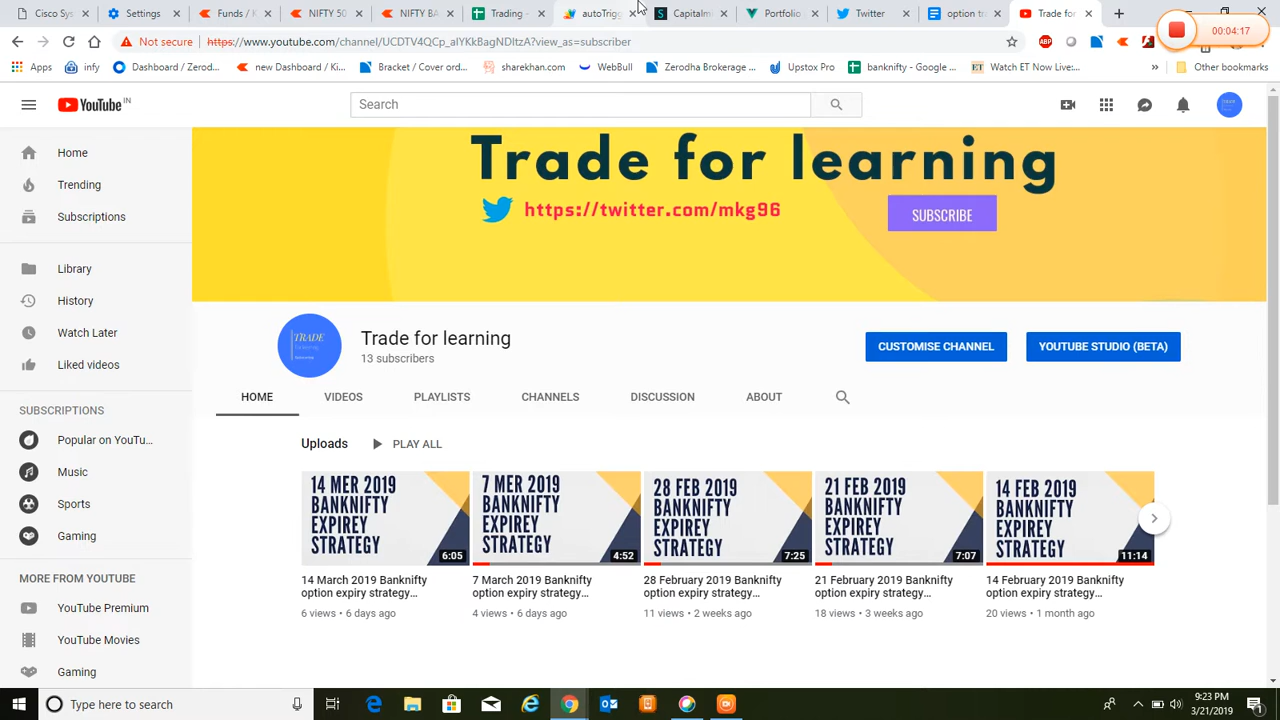 Cisco Sys
Settings
Funds / K
NIFTY 50
NIFTY BA
Trading
autoTrigg
Capitalmi
Portfolio
Twitter
option to
Trade for
00:04:17
Not secure
https://www.youtube.com/channel/UCDTV4QCp_
kBagNDItzA?view_as=subscriber
Apps
infy
Dashboard / Zerod...
new Dashboard / Ki...
Bracket / Cover ord...
sharekhan.com
WebBull
Zerodha Brokerage ...
Upstox Pro
banknifty - Google ...
Watch ET Now Live:...
Other bookmarks
YouTube IN
Search
Home
Trending
Subscriptions
Library
History
Watch Later
Liked videos
SUBSCRIPTIONS
Popular on YouTu...
Music
Sports
Gaming
MORE FROM YOUTUBE
YouTube Premium
YouTube Movies
Gaming
Trade for learning
https://twitter.com/mkg96
SUBSCRIBE
TRADE
Trade for learning
13 subscribers
CUSTOMISE CHANNEL
YOUTUBE STUDIO (BETA)
HOME
VIDEOS
PLAYLISTS
CHANNELS
DISCUSSION
ABOUT
Uploads
PLAY ALL
14 MER 2019
BANKNIFTY
EXPIREY
STRATEGY
6:05
14 March 2019 Banknifty
option expiry strategy...
6 views • 6 days ago
7 MER 2019
BANKNIFTY
EXPIREY
STRATEGY
4:52
7 March 2019 Banknifty
option expiry strategy...
4 views • 6 days ago
28 FEB 2019
BANKNIFTY
EXPIREY
STRATEGY
7:25
28 February 2019 Banknifty
option expiry strategy...
11 views • 2 weeks ago
21 FEB 2019
BANKNIFTY
EXPIREY
STRATEGY
7:07
21 February 2019 Banknifty
option expiry strategy...
18 views • 3 weeks ago
14 FEB 2019
BANKNIFTY
EXPIREY
STRATEGY
11:14
14 February 2019 Banknifty
option expiry strategy...
20 views • 1 month ago
Type here to search
9:23 PM
3/21/2019